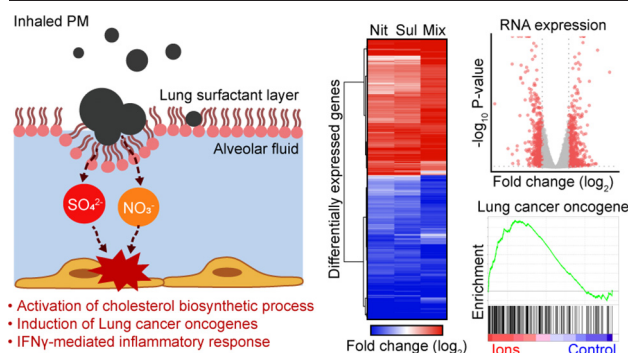 Inhaled PM
Lung surfactant layer
Alveolar fluid
SO₄²⁻
NO₃⁻
• Activation of cholesterol biosynthetic process
• Induction of Lung cancer oncogenes
• IFNγ-mediated inflammatory response
Nit Sul Mix
Differentially expressed genes
Fold change (log₂)
RNA expression
-log₁₀ P-value
Fold change (log₂)
Lung cancer oncogene
Enrichment
Ions
Control